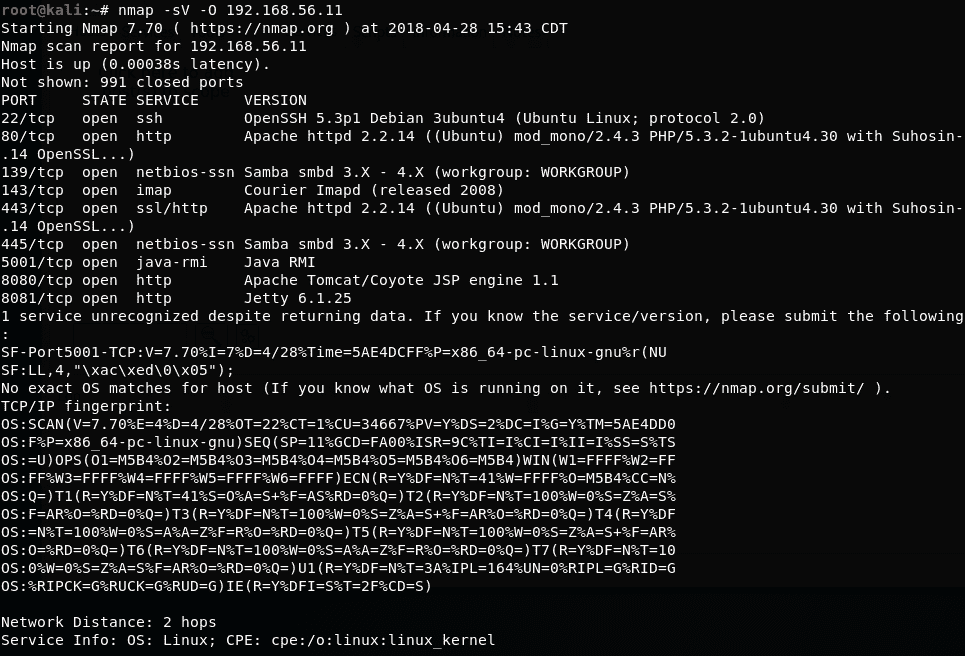 root@kali:~# nmap -sV -O 192.168.56.11
Starting Nmap 7.70 ( https://nmap.org ) at 2018-04-28 15:43 CDT
Nmap scan report for 192.168.56.11
Host is up (0.00038s latency).
Not shown: 991 closed ports
PORT     STATE SERVICE     VERSION
22/tcp   open  ssh         OpenSSH 5.3p1 Debian 3ubuntu4 (Ubuntu Linux; protocol 2.0)
80/tcp   open  http        Apache httpd 2.2.14 ((Ubuntu) mod_mono/2.4.3 PHP/5.3.2-1ubuntu4.30 with Suhosin-
.14 OpenSSL...)
139/tcp  open  netbios-ssn Samba smbd 3.X - 4.X (workgroup: WORKGROUP)
143/tcp  open  imap        Courier Imapd (released 2008)
443/tcp  open  ssl/http    Apache httpd 2.2.14 ((Ubuntu) mod_mono/2.4.3 PHP/5.3.2-1ubuntu4.30 with Suhosin-
.14 OpenSSL...)
445/tcp  open  netbios-ssn Samba smbd 3.X - 4.X (workgroup: WORKGROUP)
5001/tcp open  java-rmi    Java RMI
8080/tcp open  http        Apache Tomcat/Coyote JSP engine 1.1
8081/tcp open  http        Jetty 6.1.25
1 service unrecognized despite returning data. If you know the service/version, please submit the following
:
SF-Port5001-TCP:V=7.70%I=7%D=4/28%Time=5AE4DCFF%P=x86_64-pc-linux-gnu%r(NU
SF:LL,4,"\xac\xed\0\x05");
No exact OS matches for host (If you know what OS is running on it, see https://nmap.org/submit/ ).
TCP/IP fingerprint:
OS:SCAN(V=7.70%E=4%D=4/28%OT=22%CT=1%CU=34667%PV=Y%DS=2%DC=I%G=Y%TM=5AE4DD0
OS:F%P=x86_64-pc-linux-gnu)SEQ(SP=11%GCD=FA00%ISR=9C%TI=I%CI=I%II=I%SS=S%TS
OS:=U)OPS(O1=M5B4%O2=M5B4%O3=M5B4%O4=M5B4%O5=M5B4%O6=M5B4)WIN(W1=FFFF%W2=FF
OS:FF%W3=FFFF%W4=FFFF%W5=FFFF%W6=FFFF)ECN(R=Y%DF=N%T=41%W=FFFF%O=M5B4%CC=N%
OS:Q=)T1(R=Y%DF=N%T=41%S=O%A=S+%F=AS%RD=0%Q=)T2(R=Y%DF=N%T=100%W=0%S=Z%A=S%
OS:F=AR%O=%RD=0%Q=)T3(R=Y%DF=N%T=100%W=0%S=Z%A=S+%F=AR%O=%RD=0%Q=)T4(R=Y%DF
OS:=N%T=100%W=0%S=A%A=Z%F=R%O=%RD=0%Q=)T5(R=Y%DF=N%T=100%W=0%S=Z%A=S+%F=AR%
OS:O=%RD=0%Q=)T6(R=Y%DF=N%T=100%W=0%S=A%A=Z%F=R%O=%RD=0%Q=)T7(R=Y%DF=N%T=10
OS:0%W=0%S=Z%A=S%F=AR%O=%RD=0%Q=)U1(R=Y%DF=N%T=3A%IPL=164%UN=0%RIPL=G%RID=G
OS:%RIPCK=G%RUCK=G%RUD=G)IE(R=Y%DFI=S%T=2F%CD=S)

Network Distance: 2 hops
Service Info: OS: Linux; CPE: cpe:/o:linux:linux_kernel